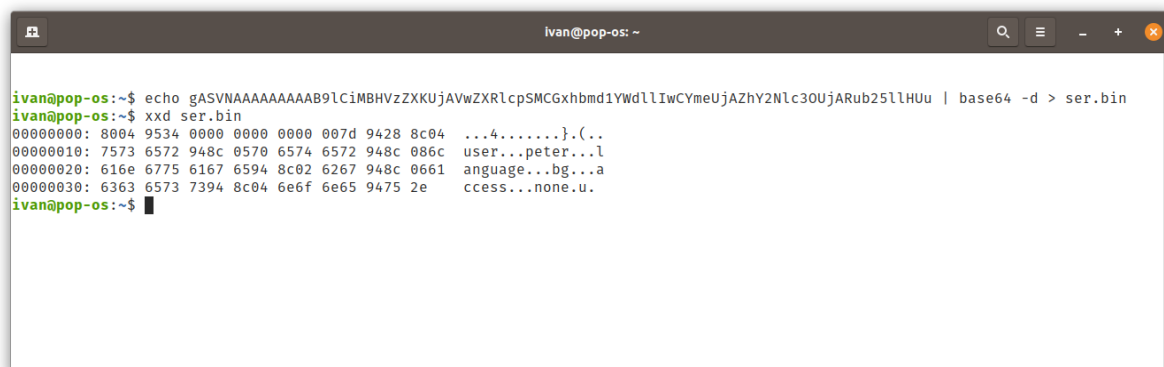 ivan@pop-os: ~
ivan@pop-os:~$ echo gASVNAAAAAAAAAB9lCiMBHVzZXKUjAVwZXRlcpSMCGxhbmd1YWdllIwCYmeUjAZhY2Nlc3OUjARub25llHUu | base64 -d > ser.bin
ivan@pop-os:~$ xxd ser.bin
00000000: 8004 9534 0000 0000 0000 007d 9428 8c04  ...4.......}.(..
00000010: 7573 6572 948c 0570 6574 6572 948c 086c  user...peter...l
00000020: 616e 6775 6167 6594 8c02 6267 948c 0661  anguage...bg...a
00000030: 6363 6573 7394 8c04 6e6f 6e65 9475 2e    ccess...none.u.
ivan@pop-os:~$